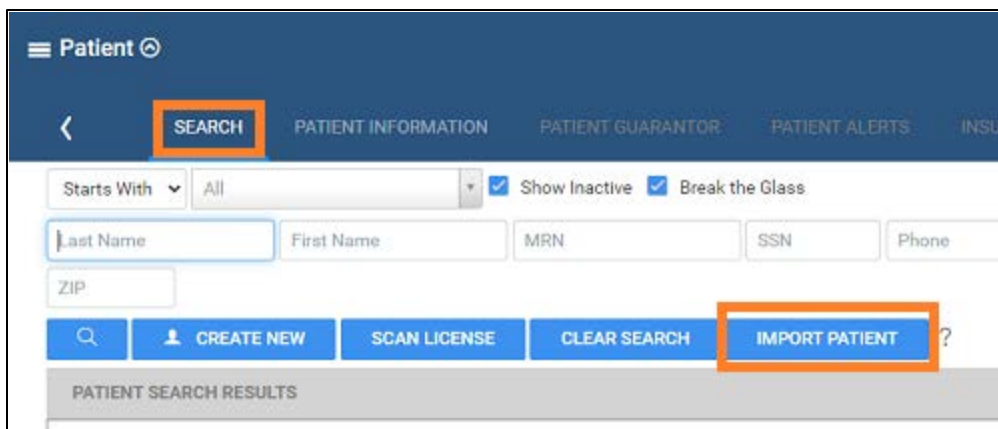 Patient
SEARCH PATIENT INFORMATION PATIENT GUARANTOR PATIENT ALERTS INSU
Starts With All Show Inactive Break the Glass
Last Name First Name MRN SSN Phone
ZIP
CREATE NEW SCAN LICENSE CLEAR SEARCH IMPORT PATIENT ?
PATIENT SEARCH RESULTS